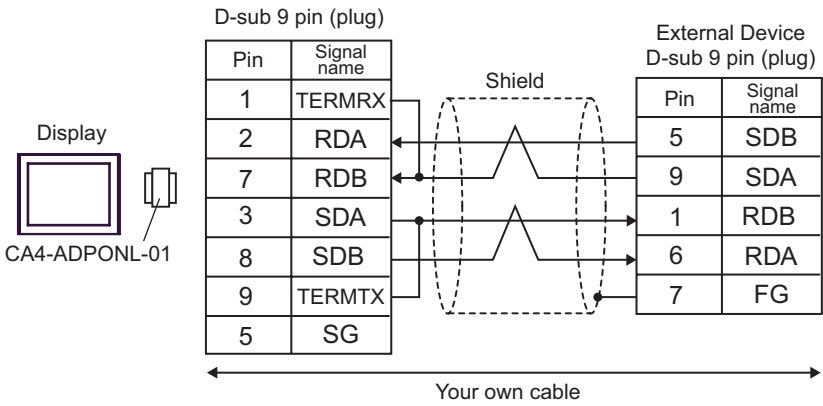 D-sub 9 pin (plug)
Pin Signal name
1 TERMRX
2 RDA
7 RDB
3 SDA
8 SDB
9 TERMTX
5 SG
Display
CA4-ADPONL-01
Shield
External Device
D-sub 9 pin (plug)
Pin Signal name
5 SDB
9 SDA
1 RDB
6 RDA
7 FG
Your own cable